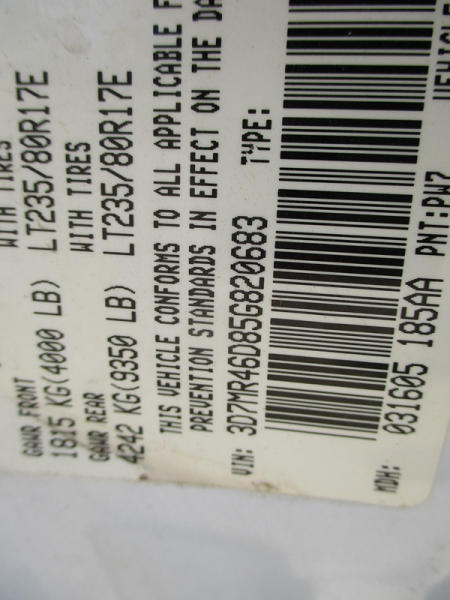 WITH TIRES
GAWR FRONT
1815 KG(4000 LB) LT235/80R17E
GAWR REAR WITH TIRES
4242 KG(9350 LB) LT235/80R17E
THIS VEHICLE CONFORMS TO ALL APPLICABLE
PREVENTION STANDARDS IN EFFECT ON THE
VIN: 3D7MR46D85G820683 TYPE:
MDH: 031605 185AA PNT:PW7